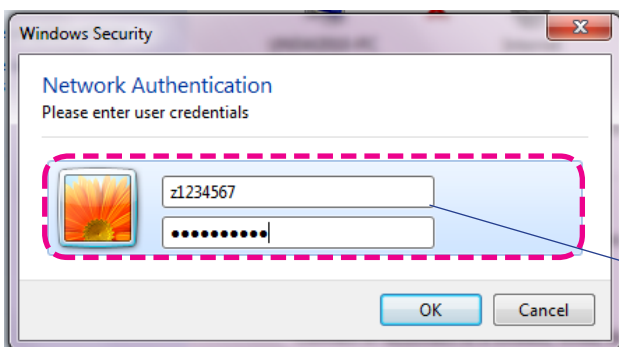 Windows Security
Network Authentication
Please enter user credentials
z1234567
●●●●●●●●●●
OK
Cancel